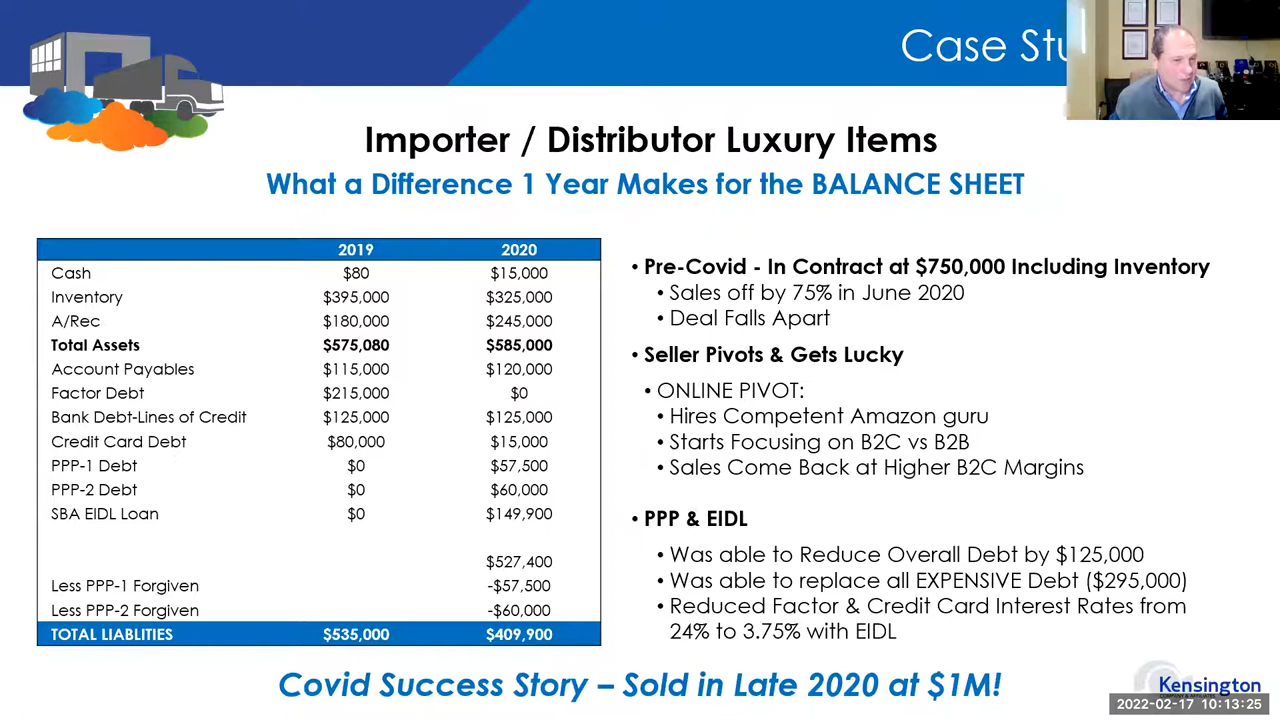 Case Stu
Importer / Distributor Luxury Items
What a Difference 1 Year Makes for the BALANCE SHEET
2019 2020
Cash $80 $15,000
Inventory $395,000 $325,000
A/Rec $180,000 $245,000
Total Assets $575,080 $585,000
Account Payables $115,000 $120,000
Factor Debt $215,000 $0
Bank Debt-Lines of Credit $125,000 $125,000
Credit Card Debt $80,000 $15,000
PPP-1 Debt $0 $57,500
PPP-2 Debt $0 $60,000
SBA EIDL Loan $0 $149,900
$527,400
Less PPP-1 Forgiven -$57,500
Less PPP-2 Forgiven -$60,000
TOTAL LIABLITIES $535,000 $409,900
• Pre-Covid - In Contract at $750,000 Including Inventory
• Sales off by 75% in June 2020
• Deal Falls Apart
• Seller Pivots & Gets Lucky
• ONLINE PIVOT:
• Hires Competent Amazon guru
• Starts Focusing on B2C vs B2B
• Sales Come Back at Higher B2C Margins
• PPP & EIDL
• Was able to Reduce Overall Debt by $125,000
• Was able to replace all EXPENSIVE Debt ($295,000)
• Reduced Factor & Credit Card Interest Rates from
24% to 3.75% with EIDL
Covid Success Story – Sold in Late 2020 at $1M!
Kensington
2022-02-17 10:13:25